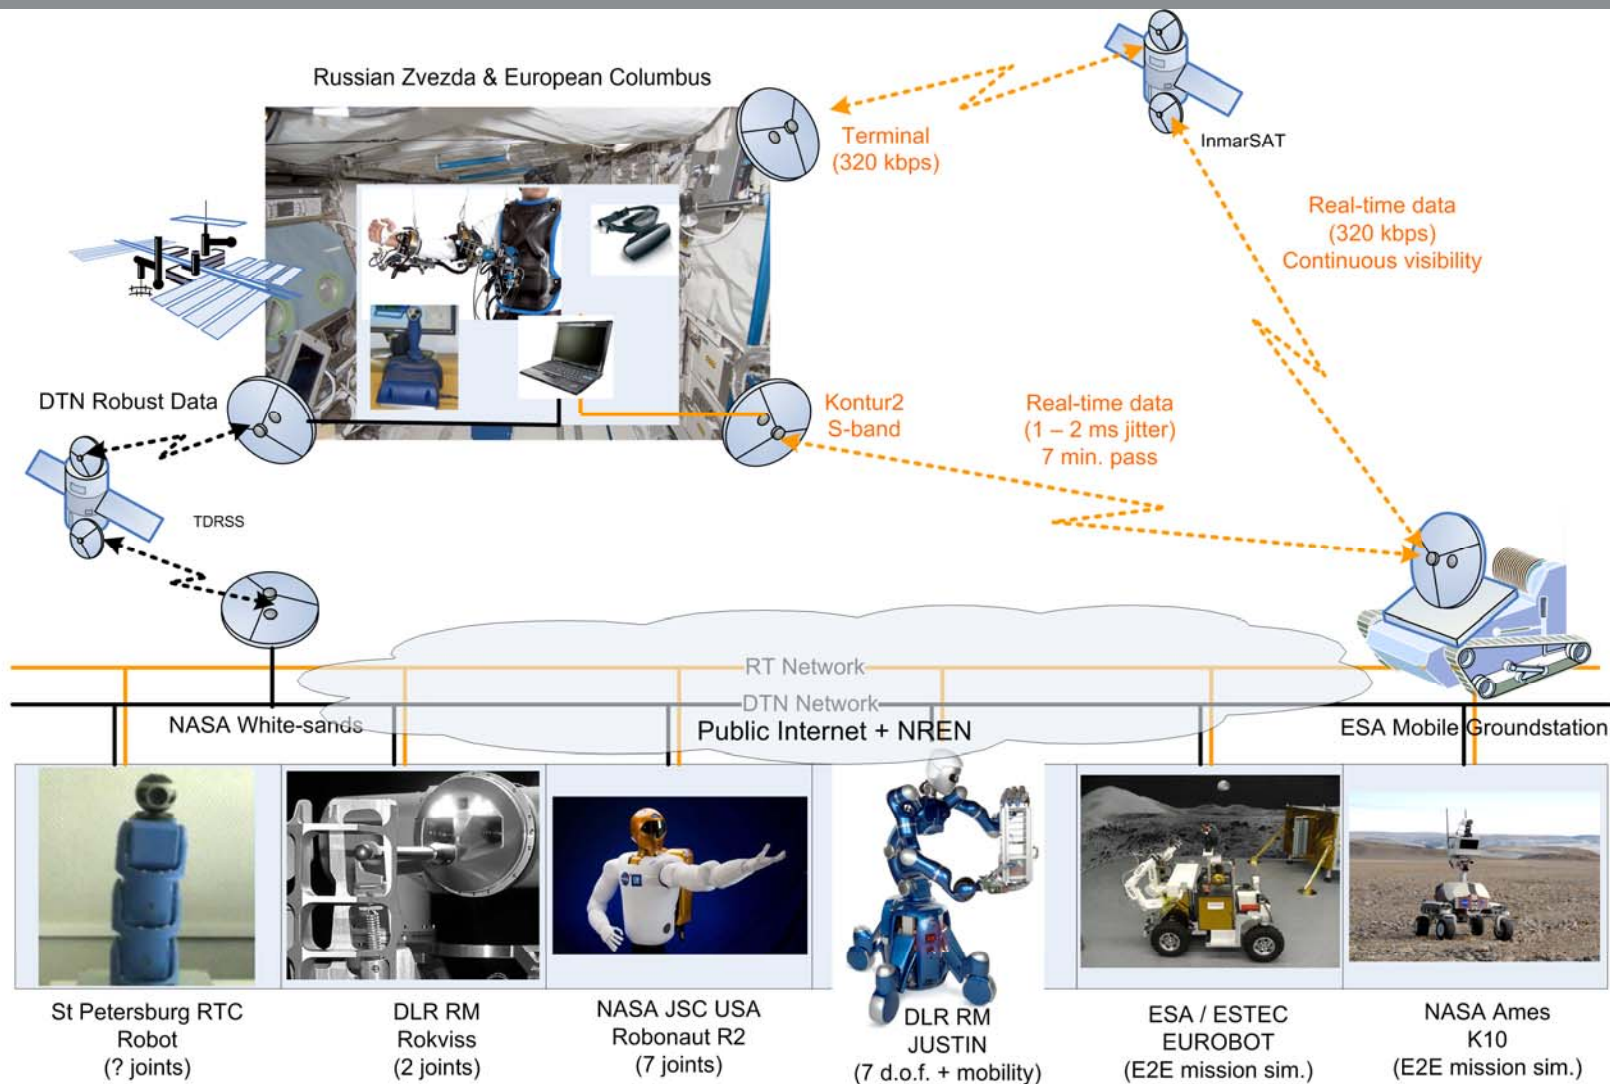 Russian Zvezda & European Columbus
Terminal
(320 kbps)
InmarSAT
Real-time data
(320 kbps)
Continuous visibility
DTN Robust Data
Kontur2
S-band
Real-time data
(1 – 2 ms jitter)
7 min. pass
TDRSS
RT Network
DTN Network
NASA White-sands
Public Internet + NREN
ESA Mobile Groundstation
St Petersburg RTC
Robot
(? joints)
DLR RM
Rokviss
(2 joints)
NASA JSC USA
Robonaut R2
(7 joints)
DLR RM
JUSTIN
(7 d.o.f. + mobility)
ESA / ESTEC
EUROBOT
(E2E mission sim.)
NASA Ames
K10
(E2E mission sim.)